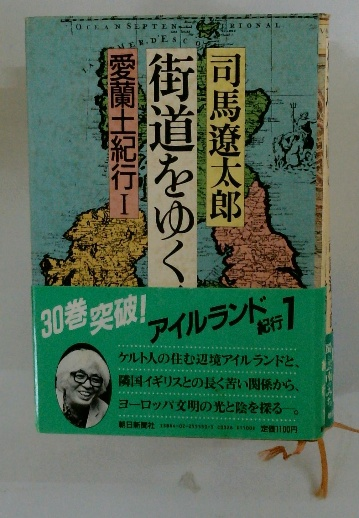 OCEAN SEPTEN
司馬遼太郎
街道をゆく
愛蘭土紀行 I
30巻突破!
アイルランド紀行1
ケルト人の住む辺境アイルランドと、
隣国イギリスとの長く苦い関係から、
ヨーロッパ文明の光と陰を探る―。
朝日新聞社
定価1100円